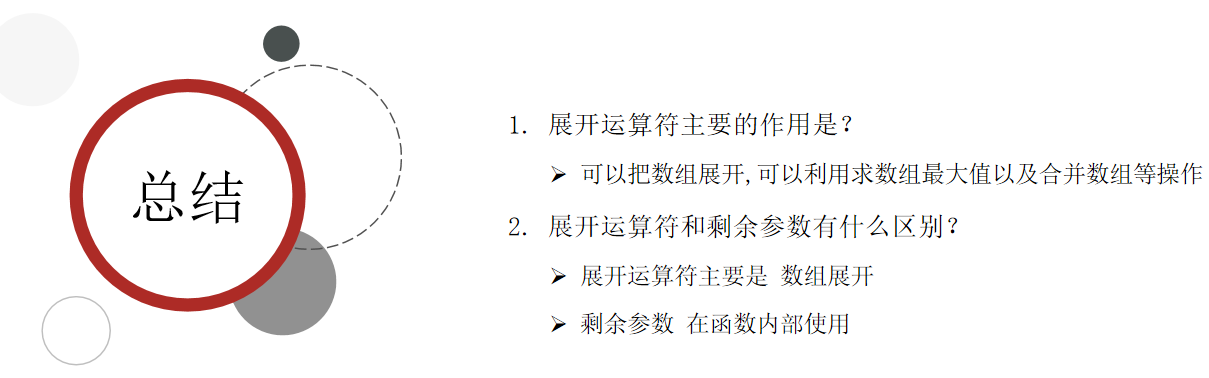 总结
1. 展开运算符主要的作用是？
➢ 可以把数组展开,可以利用求数组最大值以及合并数组等操作
2. 展开运算符和剩余参数有什么区别？
➢ 展开运算符主要是 数组展开
➢ 剩余参数 在函数内部使用